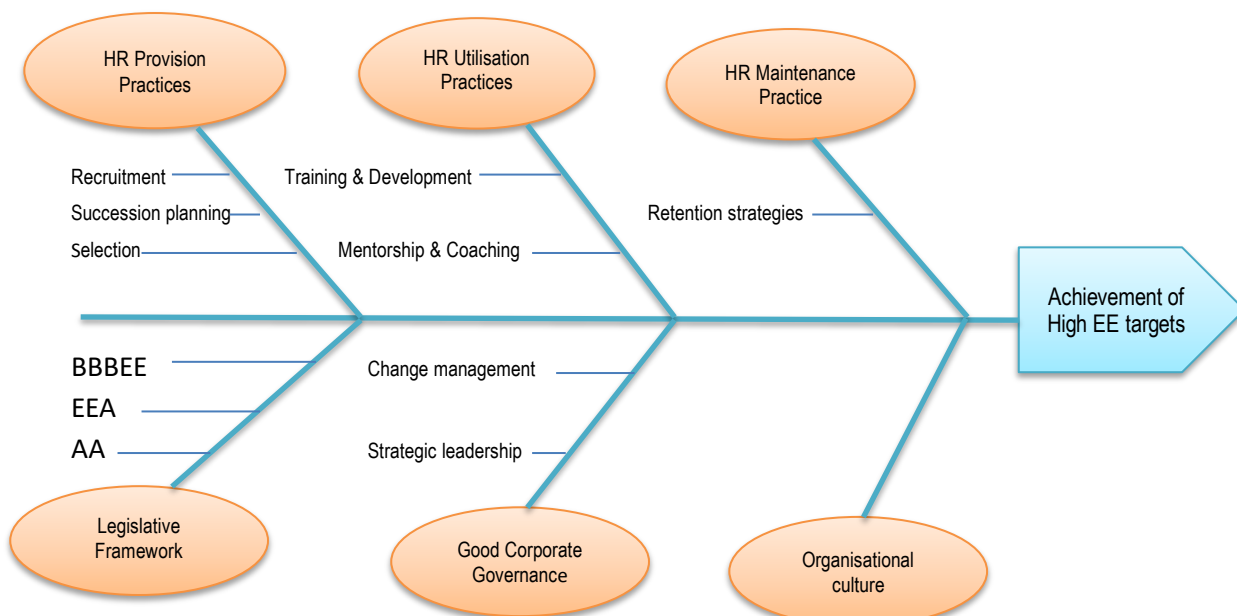 HR Provision
Practices
HR Utilisation
Practices
HR Maintenance
Practice
Recruitment
Succession planning
Selection
Training & Development
Mentorship & Coaching
Retention strategies
Achievement of
High EE targets
BBBEE
EEA
AA
Change management
Strategic leadership
Legislative
Framework
Good Corporate
Governance
Organisational
culture